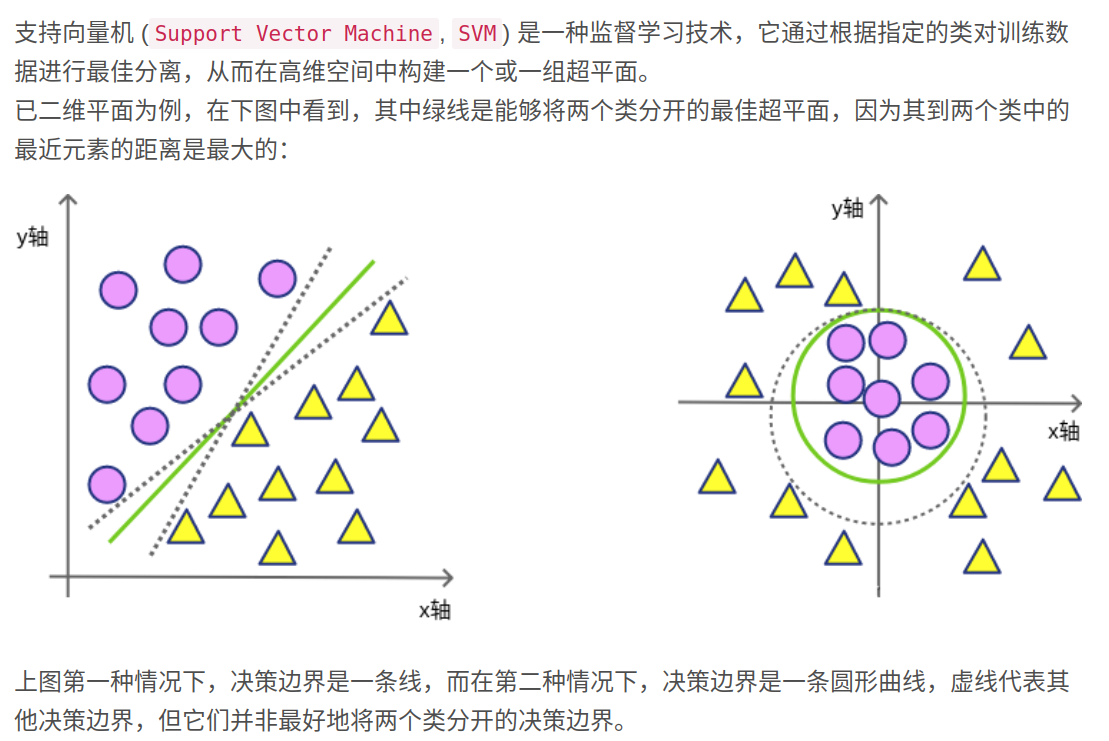 支持向量机 (Support Vector Machine, SVM) 是一种监督学习技术，它通过根据指定的类对训练数
据进行最佳分离，从而在高维空间中构建一个或一组超平面。
已二维平面为例，在下图中看到，其中绿线是能够将两个类分开的最佳超平面，因为其到两个类中的
最近元素的距离是最大的：
y轴
x轴
y轴
x轴
上图第一种情况下，决策边界是一条线，而在第二种情况下，决策边界是一条圆形曲线，虚线代表其
他决策边界，但它们并非最好地将两个类分开的决策边界。